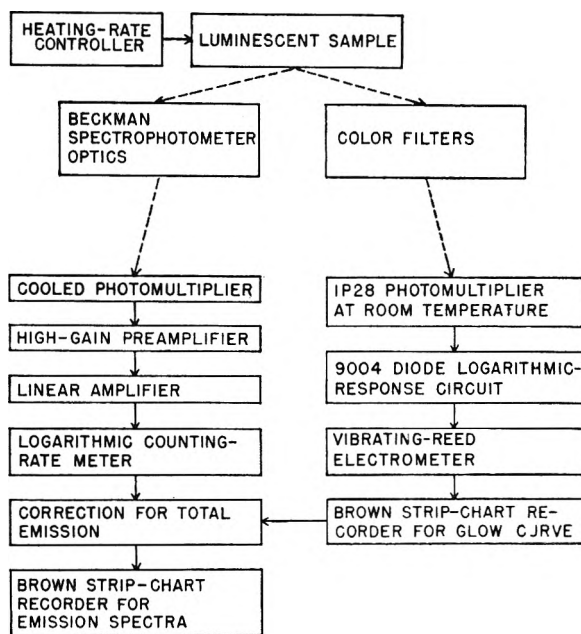 HEATING-RATE
CONTROLLER
LUMINESCENT SAMPLE
BECKMAN
SPECTROPHOTOMETER
OPTICS
COLOR FILTERS
COOLED PHOTOMULTIPLIER
HIGH-GAIN PREAMPLIFIER
LINEAR AMPLIFIER
LOGARITHMIC COUNTING-
RATE METER
CORRECTION FOR TOTAL
EMISSION
BROWN STRIP-CHART
RECORDER FOR
EMISSION SPECTRA
1P28 PHOTOMULTIPLIER
AT ROOM TEMPERATURE
9004 DIODE LOGARITHMIC-
RESPONSE CIRCUIT
VIBRATING-REED
ELECTROMETER
BROWN STRIP-CHART RE-
CORDER FOR GLOW CJRVE